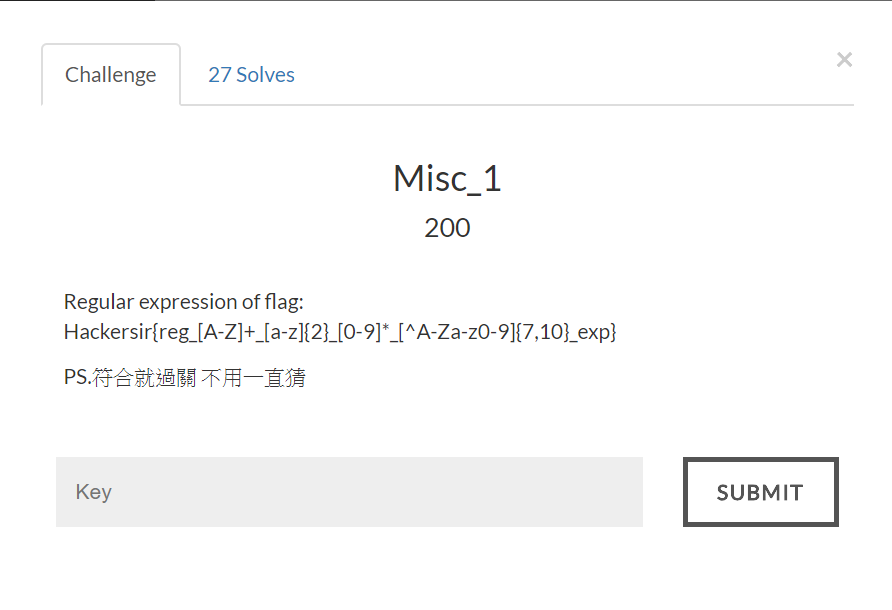 Challenge
27 Solves
×
Misc_1
200
Regular expression of flag:
Hackersir{reg_[A-Z]+_[a-z]{2}_[0-9]*_[^A-Za-z0-9]{7,10}_exp}
PS.符合就過關 不用一直猜
Key
SUBMIT